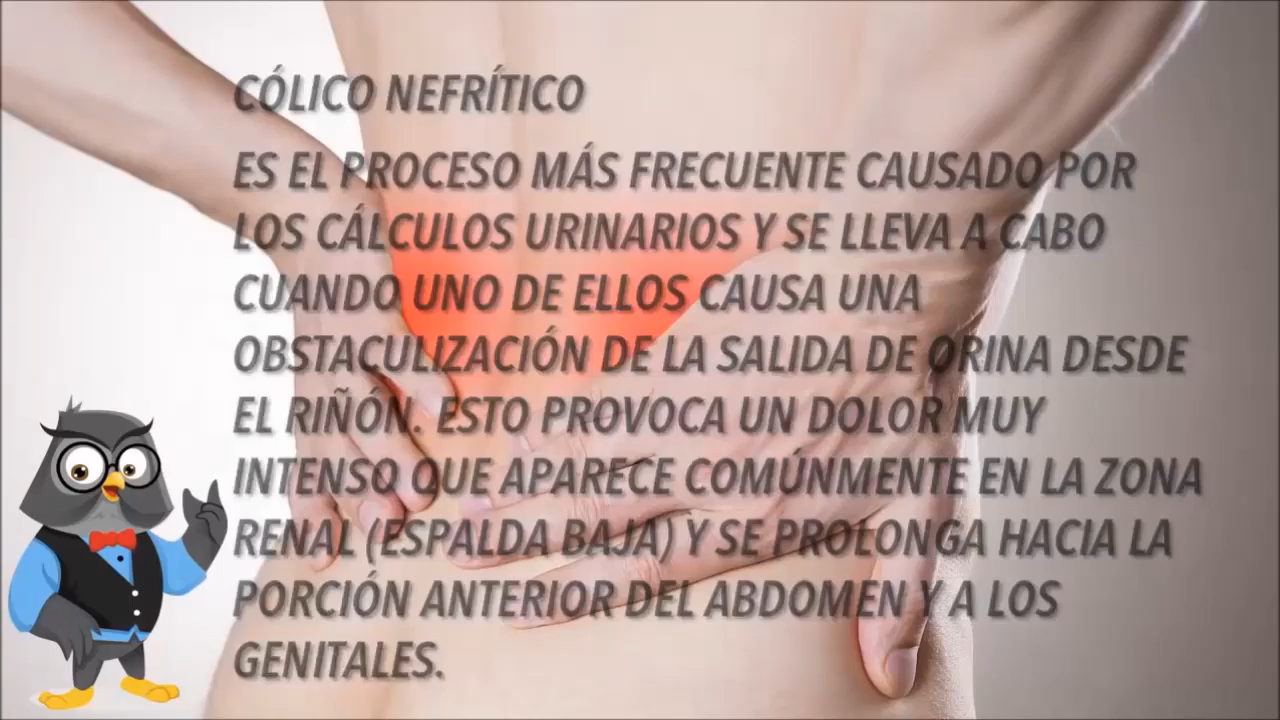 CÓLICO NEFRÍTICO
ES EL PROCESO MÁS FRECUENTE CAUSADO POR
LOS CÁLCULOS URINARIOS Y SE LLEVA A CABO
CUANDO UNO DE ELLOS CAUSA UNA
OBSTACULIZACIÓN DE LA SALIDA DE ORINA DESDE
EL RIÑÓN. ESTO PROVOCA UN DOLOR MUY
INTENSO QUE APARECE COMÚNMENTE EN LA ZONA
RENAL (ESPALDA BAJA) Y SE PROLONGA HACIA LA
PORCIÓN ANTERIOR DEL ABDOMEN Y A LOS
GENITALES.